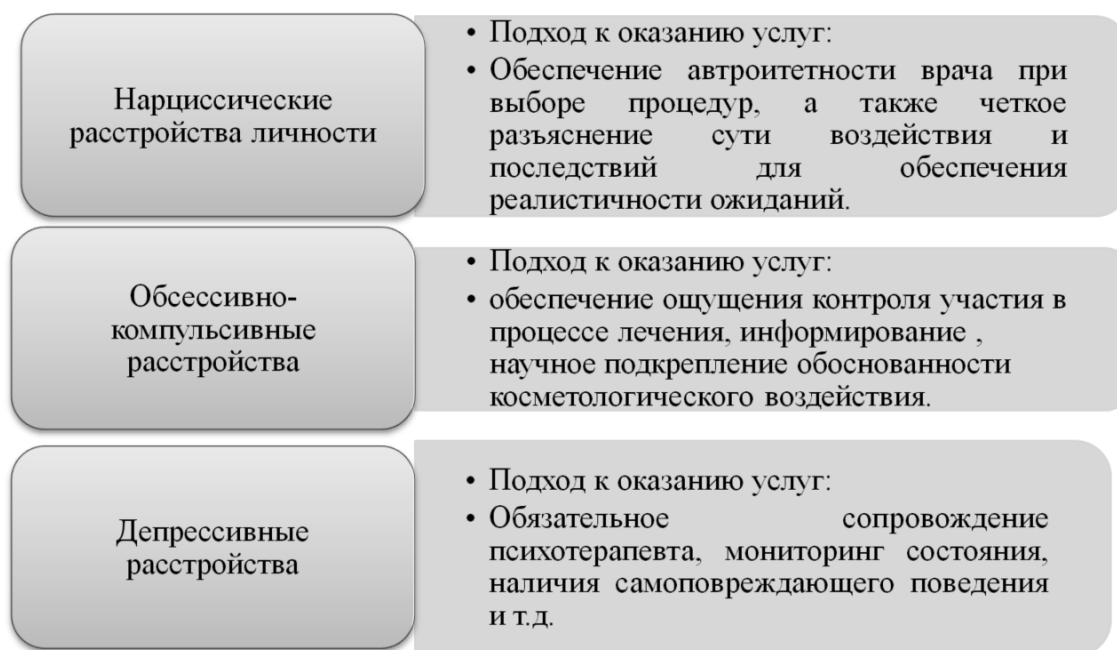 Нарциссические
расстройства личности
• Подход к оказанию услуг:
• Обеспечение автроитетности врача при
выборе процедур, а также четкое
разъяснение сути воздействия и
последствий для обеспечения
реалистичности ожиданий.
Обсессивно-
компульсивные
расстройства
• Подход к оказанию услуг:
• обеспечение ощущения контроля участия в
процессе лечения, информирование ,
научное подкрепление обоснованности
косметологического воздействия.
Депрессивные
расстройства
• Подход к оказанию услуг:
• Обязательное сопровождение
психотерапевта, мониторинг состояния,
наличия самоповреждающего поведения
и т.д.